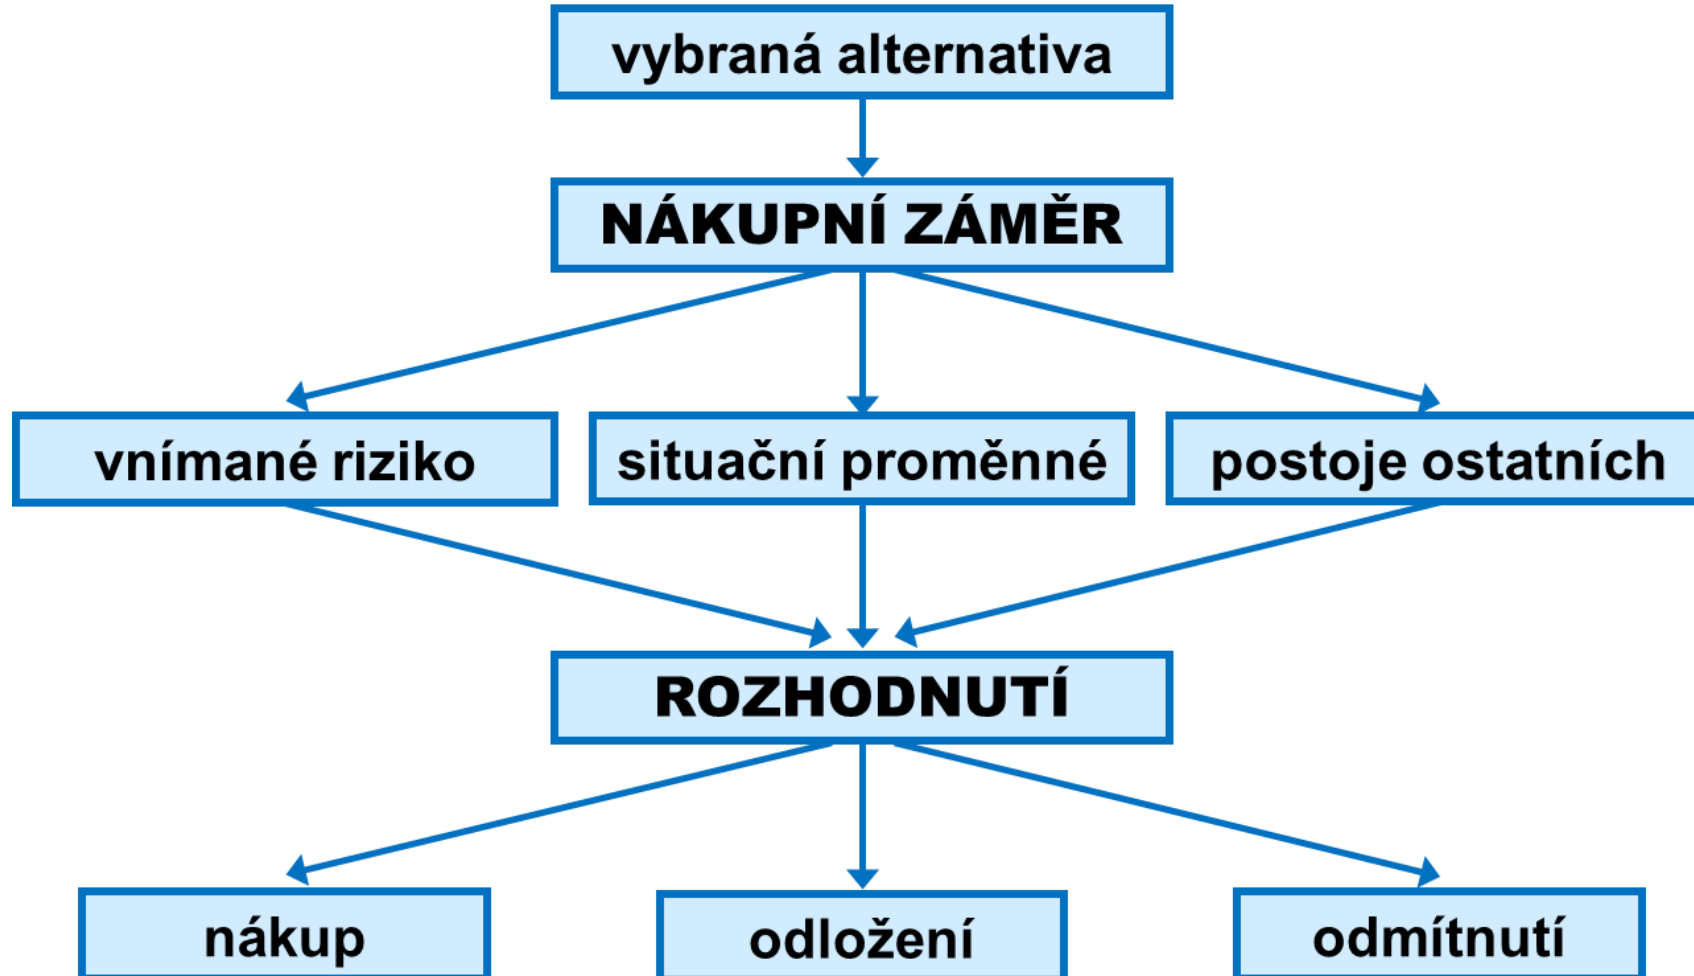 vybraná alternativa
NÁKUPNÍ ZÁMĚR
vnímané riziko
situační proměnné
postoje ostatních
ROZHODNUTÍ
nákup
odložení
odmítnutí